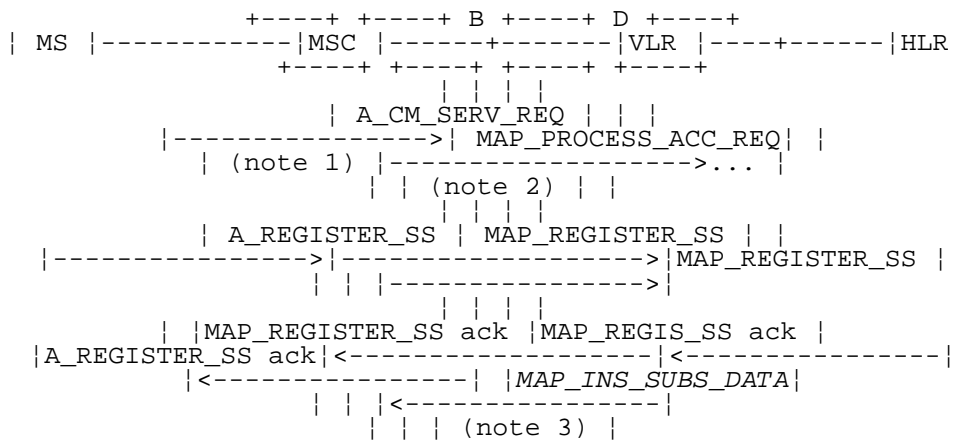 +----+ +----+ B +----+ D +----+
¦ MS ¦------------¦MSC ¦------+-------¦VLR ¦----+------¦HLR
+----+ +----+ +----+ +----+
¦ ¦ ¦ ¦
¦ A_CM_SERV_REQ ¦ ¦ ¦
¦---------------->¦ MAP_PROCESS_ACC_REQ¦ ¦
¦ (note 1) ¦------------------->... ¦
¦ ¦ (note 2) ¦ ¦
¦ ¦ ¦ ¦
¦ A_REGISTER_SS ¦ MAP_REGISTER_SS ¦ ¦
¦---------------->¦------------------->¦MAP_REGISTER_SS ¦
¦ ¦ ¦---------------->¦
¦ ¦ ¦ ¦
¦ ¦MAP_REGISTER_SS ack ¦MAP_REGIS_SS ack ¦
¦A_REGISTER_SS ack¦<--------------------¦<----------------¦
¦<----------------¦ ¦MAP_INS_SUBS_DATA¦
¦ ¦ ¦<----------------¦
¦ ¦ ¦ (note 3) ¦